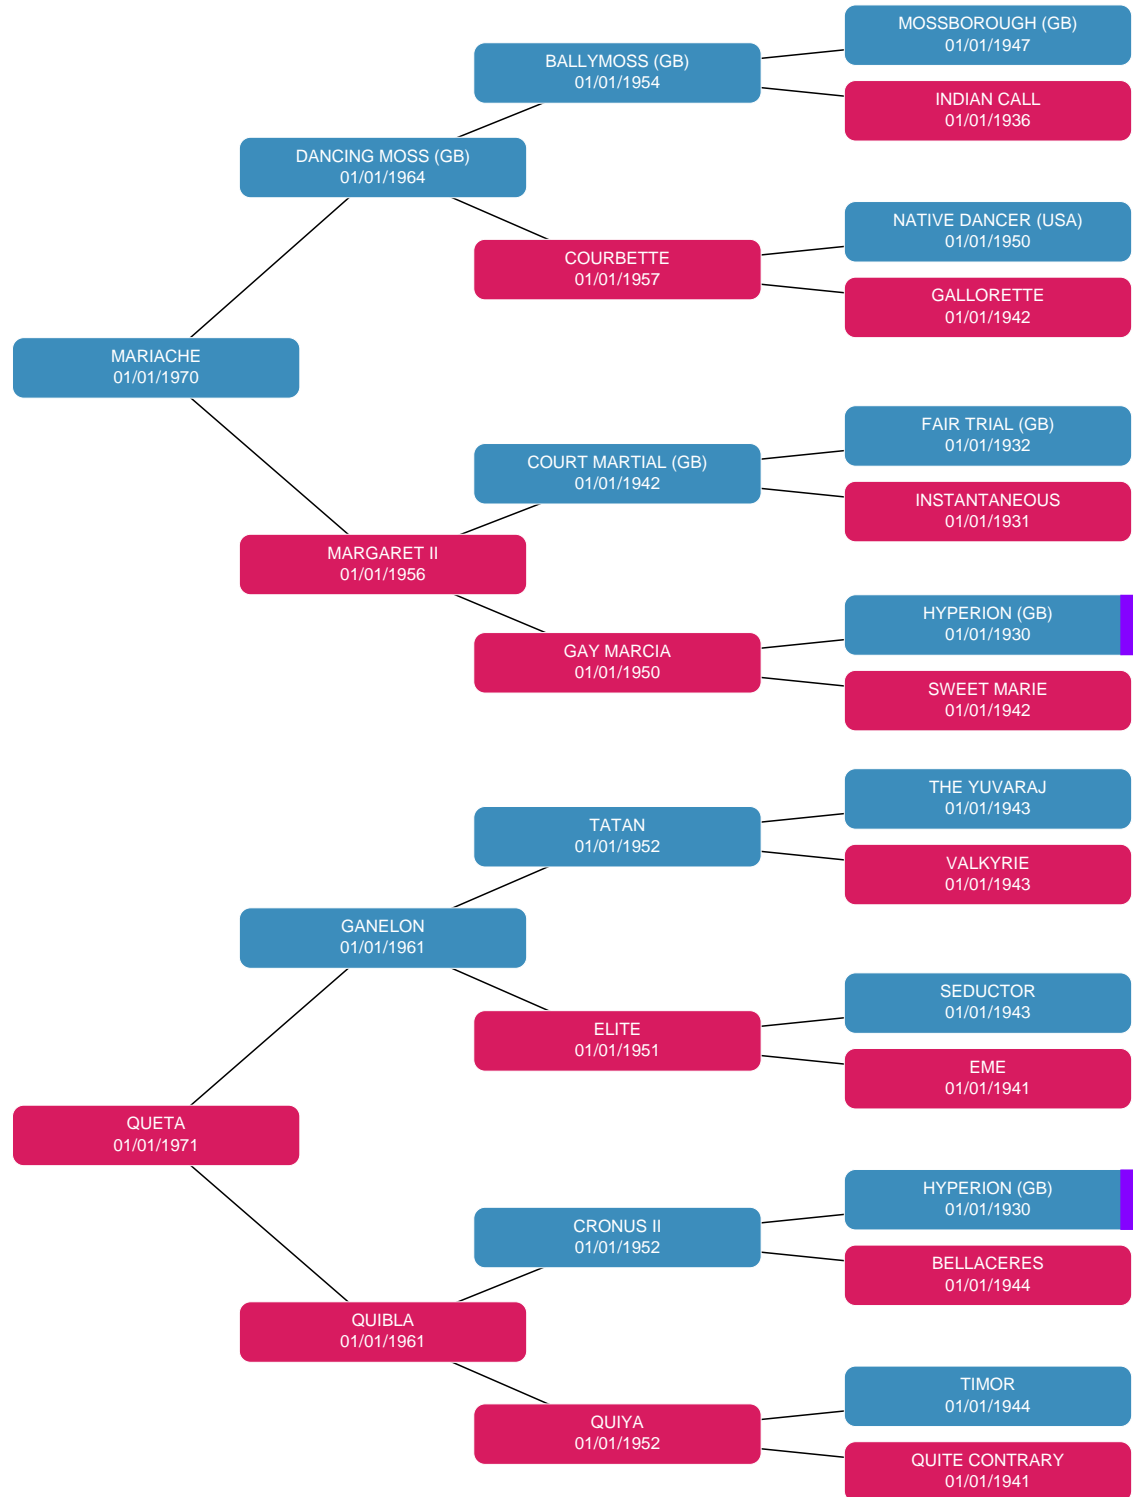 MOSSBOROUGH (GB)
01/01/1947
BALLYMOSS (GB)
01/01/1954
INDIAN CALL
01/01/1936
DANCING MOSS (GB)
01/01/1964
NATIVE DANCER (USA)
01/01/1950
COURBETTE
01/01/1957
GALLORETTE
01/01/1942
MARIACHE
01/01/1970
FAIR TRIAL (GB)
01/01/1932
COURT MARTIAL (GB)
01/01/1942
INSTANTANEOUS
01/01/1931
MARGARET II
01/01/1956
HYPERION (GB)
01/01/1930
GAY MARCIA
01/01/1950
SWEET MARIE
01/01/1942
THE YUVARAJ
01/01/1943
TATAN
01/01/1952
VALKYRIE
01/01/1943
GANELON
01/01/1961
SEDUCTOR
01/01/1943
ELITE
01/01/1951
EME
01/01/1941
QUETA
01/01/1971
HYPERION (GB)
01/01/1930
CRONUS II
01/01/1952
BELLACERES
01/01/1944
QUIBLA
01/01/1961
TIMOR
01/01/1944
QUIYA
01/01/1952
QUITE CONTRARY
01/01/1941